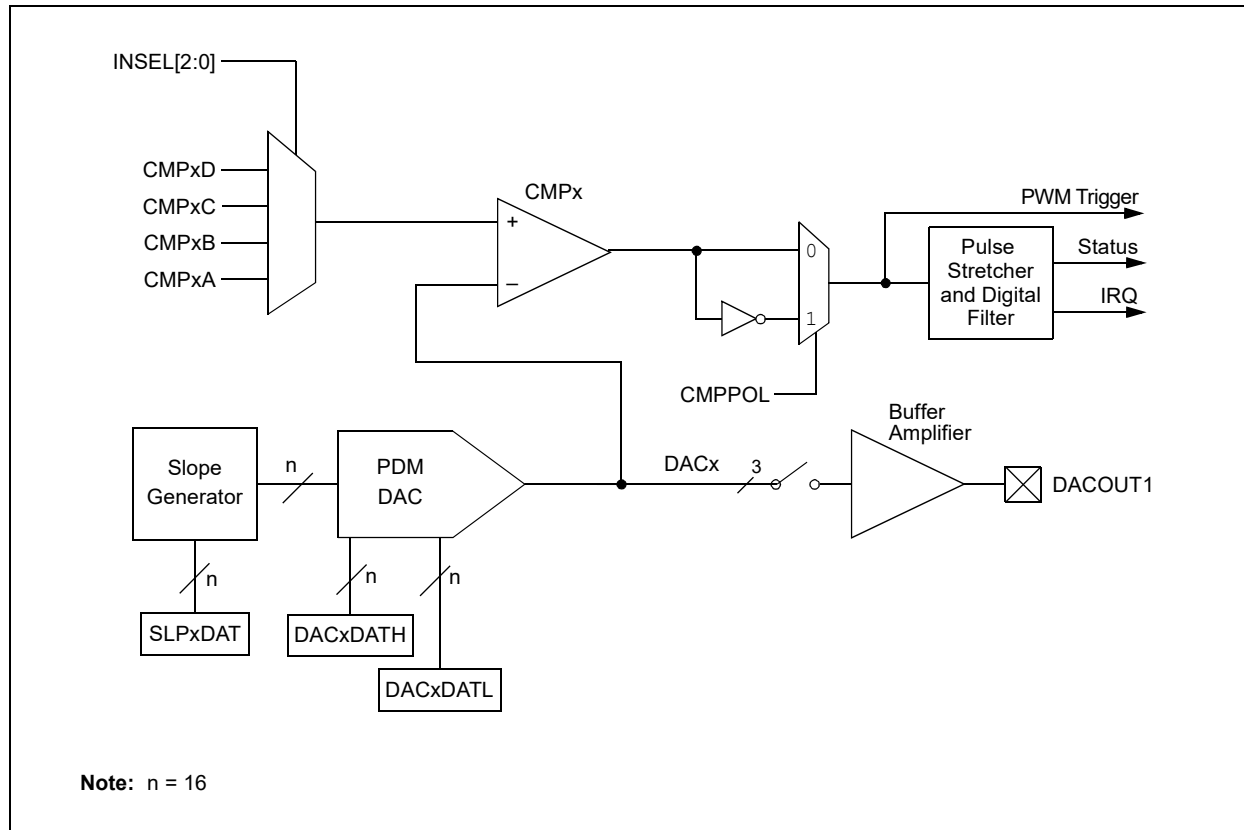 INSEL[2:0]
CMPxD
CMPxC
CMPxB
CMPxA
CMPx
+
–
0
1
CMPPOL
PWM Trigger
Pulse
Stretcher
and Digital
Filter
Status
IRQ
Slope
Generator
n
PDM
DAC
DACx
3
Buffer
Amplifier
DACOUT1
n
n
n
SLPxDAT
DACxDATH
DACxDATL
Note: n = 16